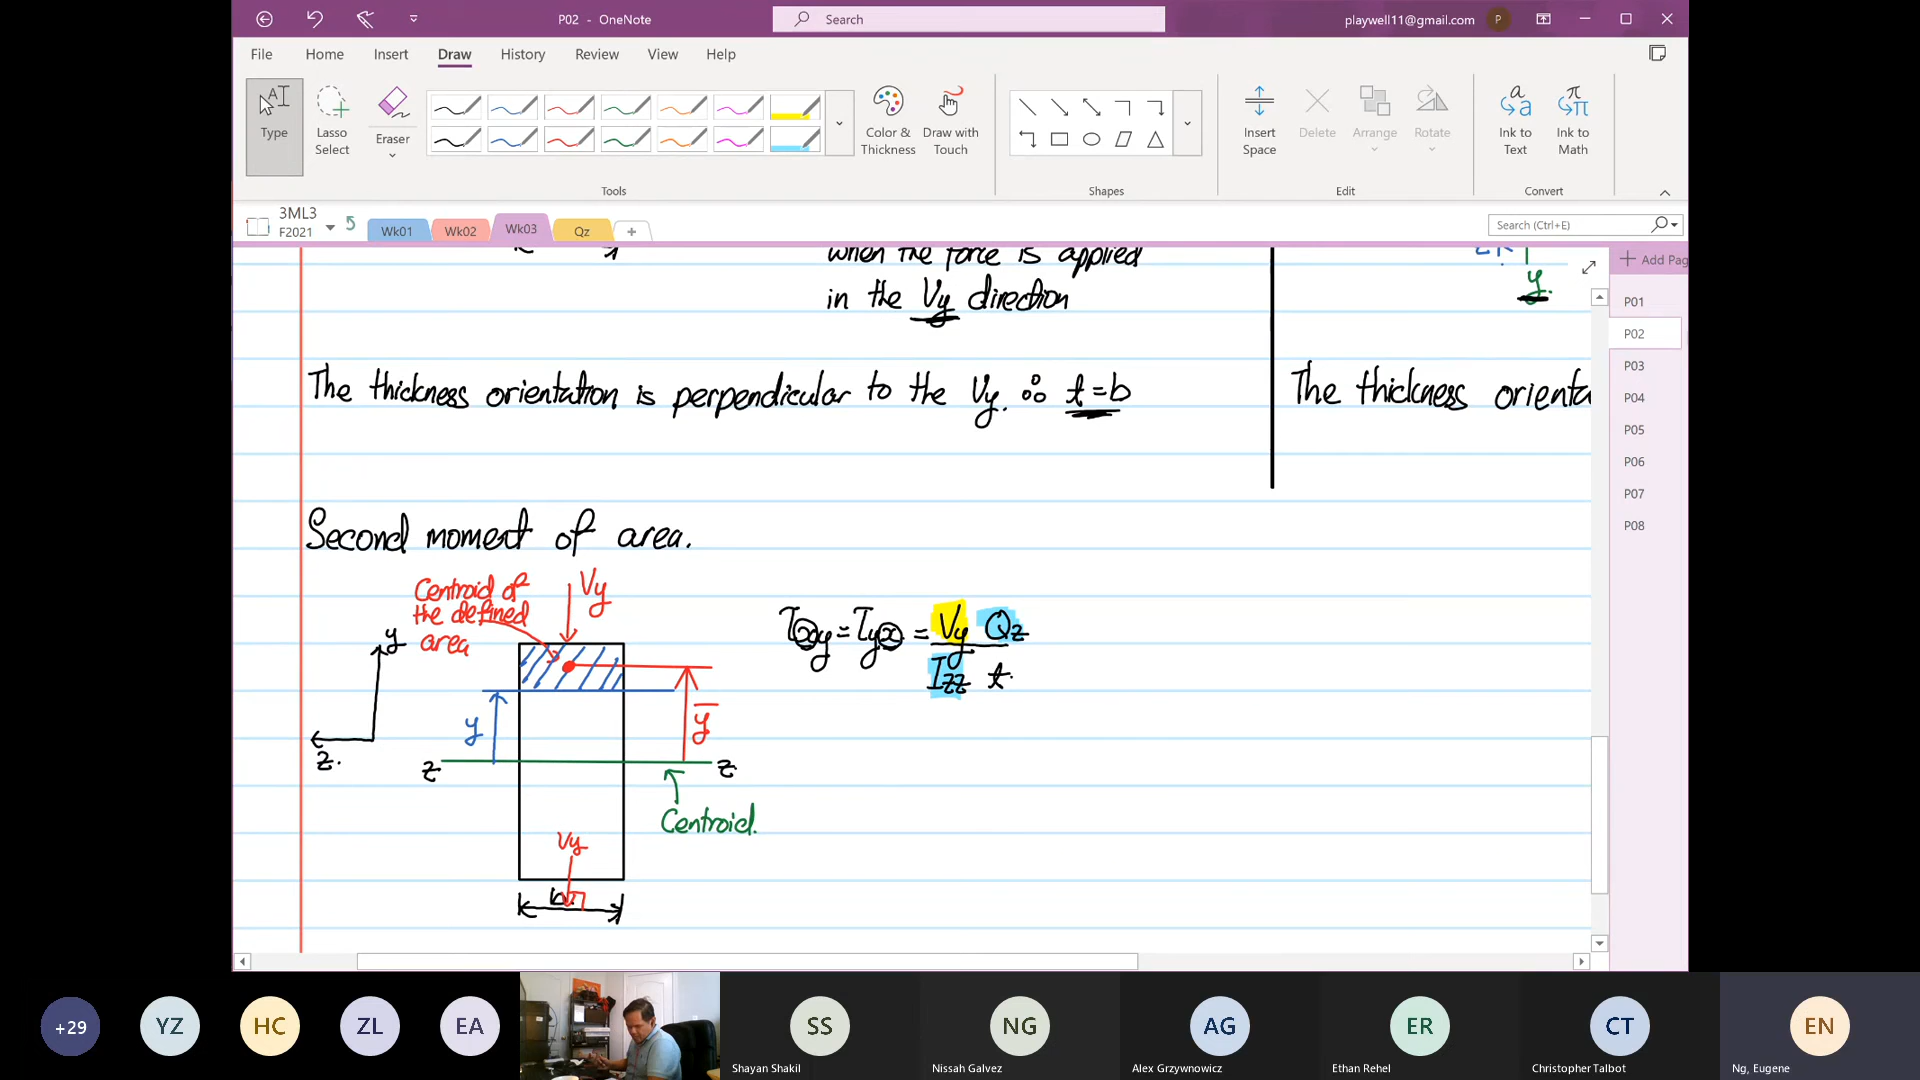 P02 - OneNote
Search
playwell11@gmail.com
P
File
Home
Insert
Draw
History
Review
View
Help
Type
Lasso Select
Eraser
Color & Thickness
Draw with Touch
Insert Space
Delete
Arrange
Rotate
Ink to Text
Ink to Math
Tools
Shapes
Edit
Convert
3ML3 F2021
Wk01
Wk02
Wk03
Qz
Search (Ctrl+E)
Add Pag
P01
P02
P03
P04
P05
P06
P07
P08
when the force is applied
in the Vy direction
y.
The thickness orientation is perpendicular to the Vy. ∴ t=b
The thickness orienta
Second moment of area.
Centroid of
the defined
area
Vy
y
z.
y
ȳ
z
z
Centroid.
Vy
τxy = τyx = Vy Qz
Izz t.
+29
YZ
HC
ZL
EA
SS
Shayan Shakil
NG
Nissah Galvez
AG
Alex Grzywnowicz
ER
Ethan Rehel
CT
Christopher Talbot
EN
Ng, Eugene